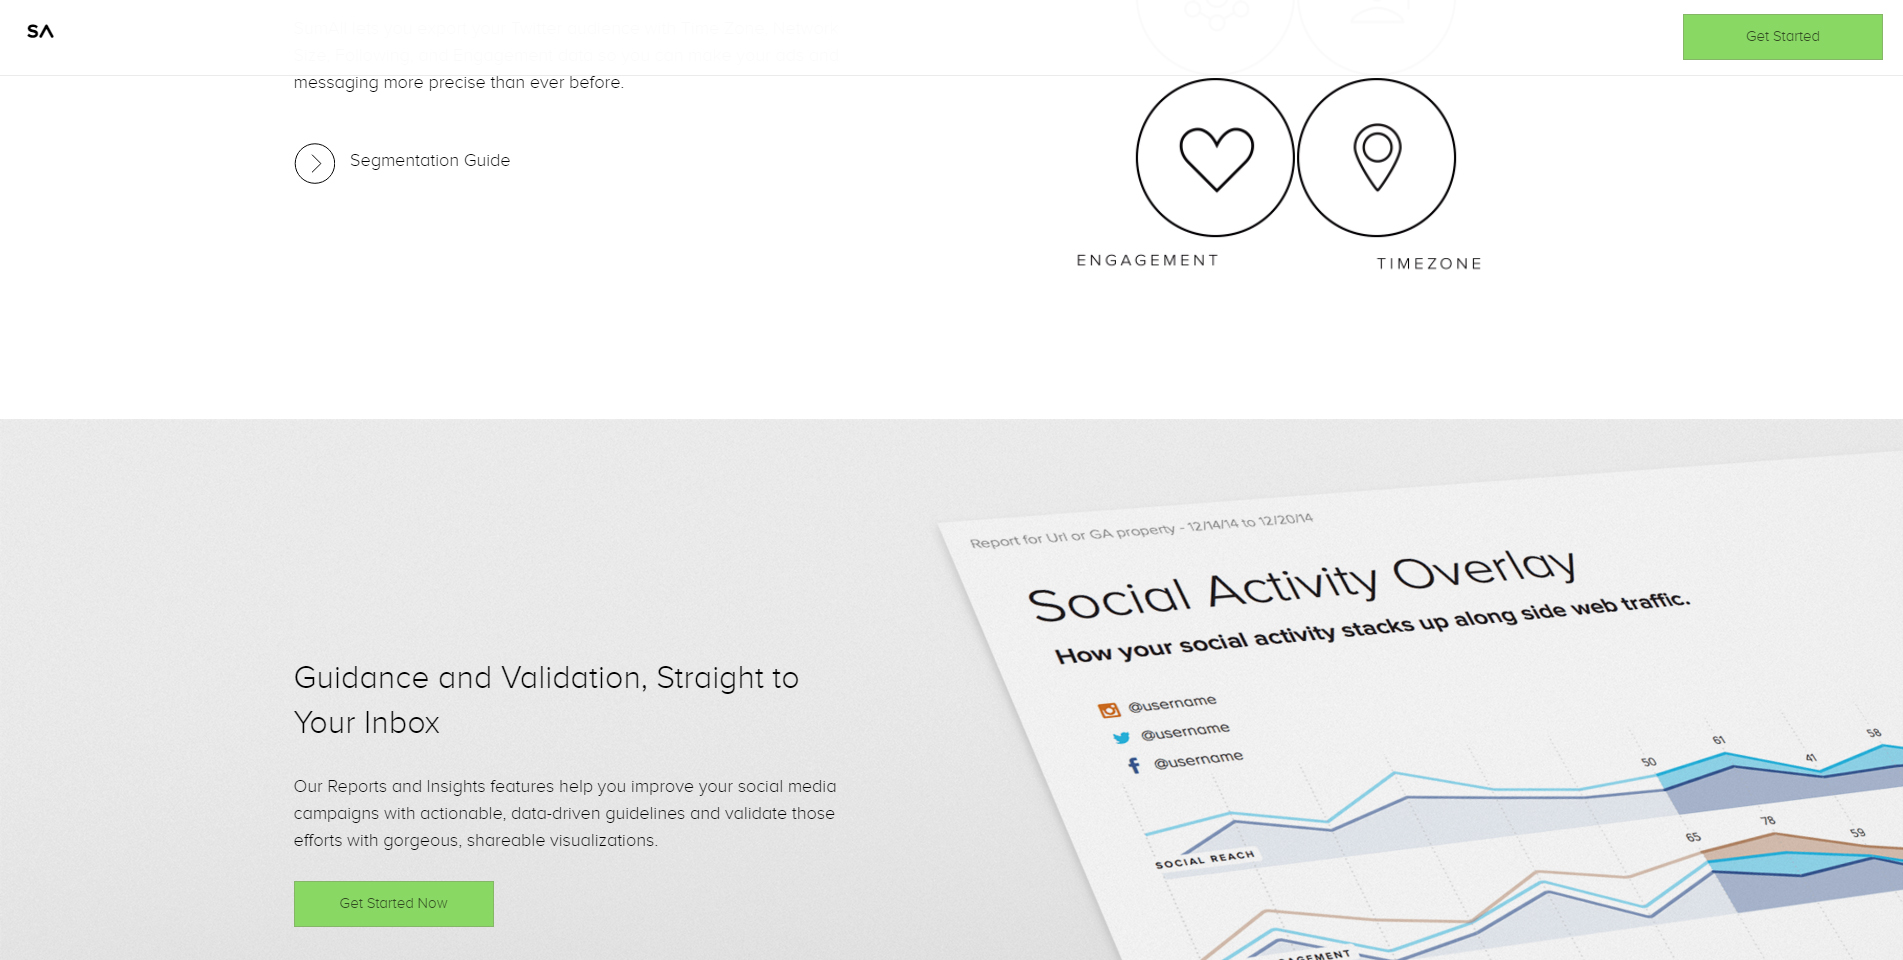 SA
Get Started
messaging more precise than ever before.
Segmentation Guide
ENGAGEMENT
TIMEZONE
Report for Url or GA property - 12/14/14 to 12/20/14
Social Activity Overlay
How your social activity stacks up along side web traffic.
Guidance and Validation, Straight to
Your Inbox
@username
@username
@username
50
61
41
58
Our Reports and Insights features help you improve your social media
campaigns with actionable, data-driven guidelines and validate those
efforts with gorgeous, shareable visualizations.
SOCIAL REACH
65
78
59
Get Started Now